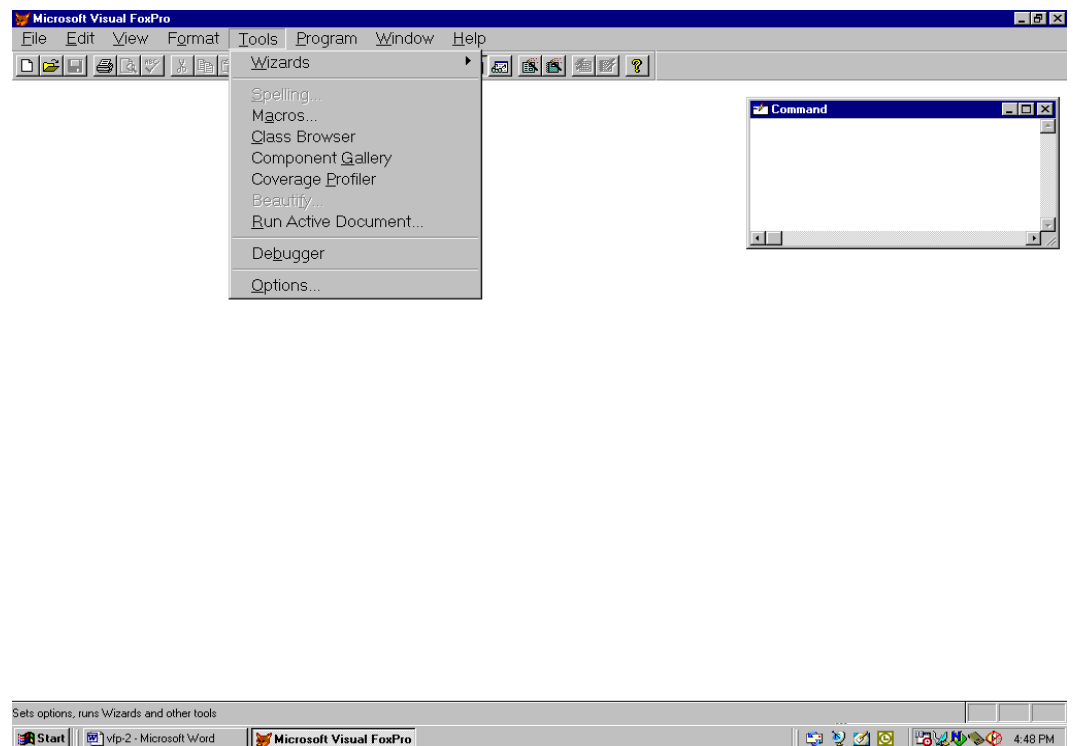 Microsoft Visual FoxPro
File Edit View Format Tools Program Window Help
Wizards
Spelling...
Macros...
Class Browser
Component Gallery
Coverage Profiler
Beautify...
Run Active Document...
Debugger
Options...
Command
Sets options, runs Wizards and other tools
Start vfp-2 - Microsoft Word Microsoft Visual FoxPro 4:48 PM